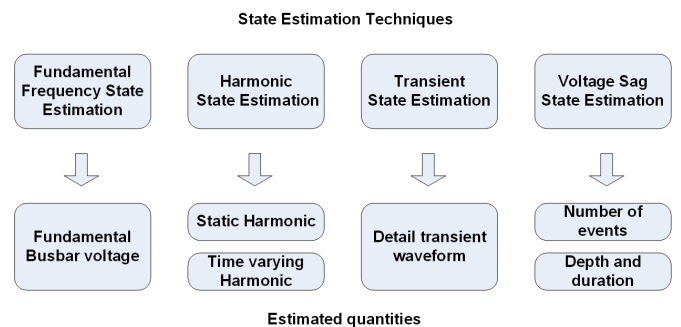 State Estimation Techniques
Fundamental
Frequency State
Estimation
Harmonic
State Estimation
Transient
State Estimation
Voltage Sag
State Estimation
Fundamental
Busbar voltage
Static Harmonic
Time varying
Harmonic
Detail transient
waveform
Number of
events
Depth and
duration
Estimated quantities